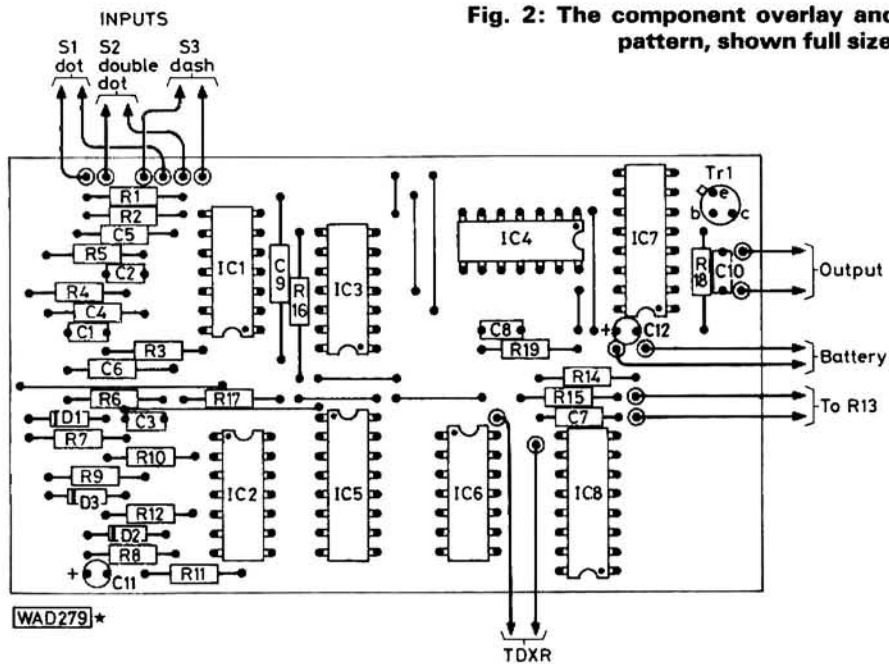 Fig. 2: The component overlay and
pattern, shown full size
INPUTS
S1 S2 S3
dot double dash
dot
R1
R2
C5
R5
C2
R4
C4
C1
R3
C6
R6
R17
D1
C3
R7
R10
R9
D3
R12
D2
R8
+ C11
R11
IC1
C9
R16
IC3
IC4
IC7
Tr1
e
b c
R18
C10
Output
C8
+ C12
R19
Battery
R14
R15
To R13
C7
IC2
IC5
IC6
IC8
WAD279 ★
TDXR